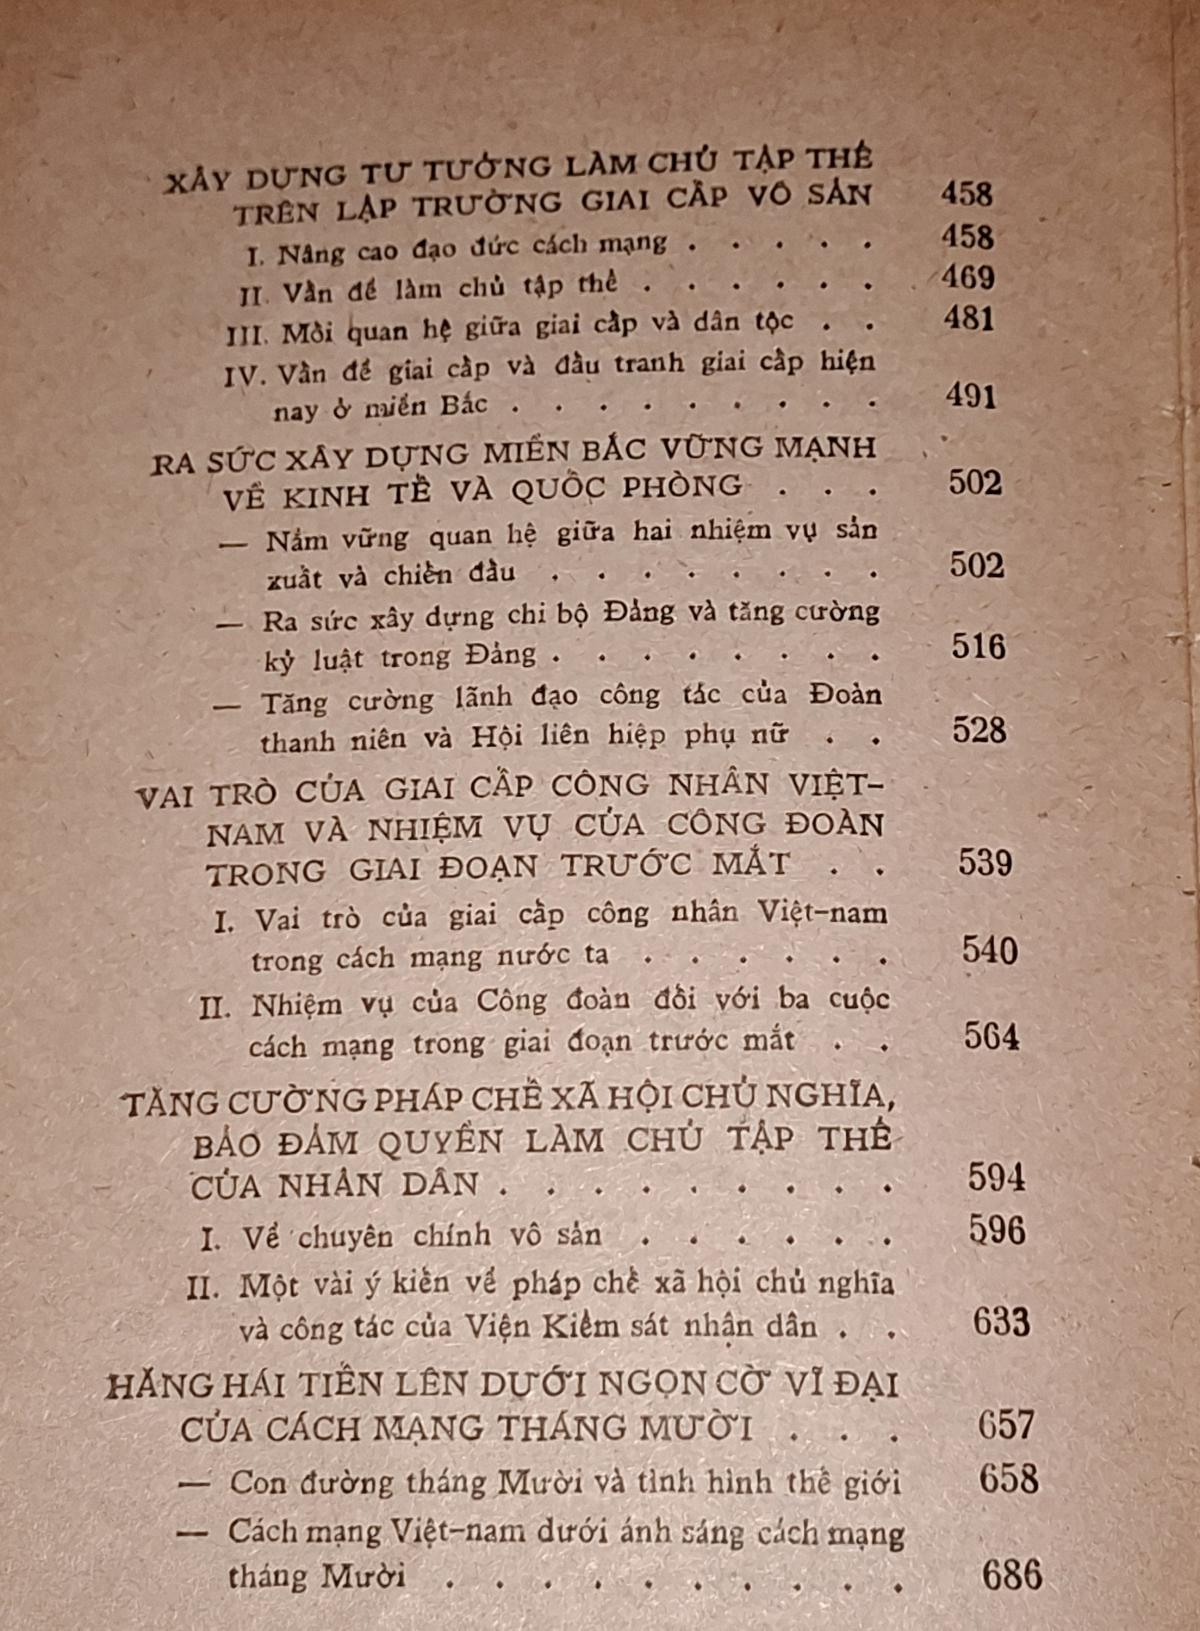 XÂY DỰNG TƯ TƯỞNG LÀM CHỦ TẬP THỂ
TRÊN LẬP TRƯỜNG GIAI CẤP VÔ SẢN 458
I. Nâng cao đạo đức cách mạng . . . . . 458
II. Vấn đề làm chủ tập thể . . . . . . 469
III. Mối quan hệ giữa giai cấp và dân tộc . . 481
IV. Vấn đề giai cấp và đấu tranh giai cấp hiện
nay ở miền Bắc . . . . . . . . . 491
RA SỨC XÂY DỰNG MIỀN BẮC VỮNG MẠNH
VỀ KINH TẾ VÀ QUỐC PHÒNG . . . 502
— Nắm vững quan hệ giữa hai nhiệm vụ sản
xuất và chiến đấu . . . . . . . . 502
— Ra sức xây dựng chi bộ Đảng và tăng cường
kỷ luật trong Đảng . . . . . . . . 516
— Tăng cường lãnh đạo công tác của Đoàn
thanh niên và Hội liên hiệp phụ nữ . . 528
VAI TRÒ CỦA GIAI CẤP CÔNG NHÂN VIỆT-
NAM VÀ NHIỆM VỤ CỦA CÔNG ĐOÀN
TRONG GIAI ĐOẠN TRƯỚC MẮT . . 539
I. Vai trò của giai cấp công nhân Việt-nam
trong cách mạng nước ta . . . . . . 540
II. Nhiệm vụ của Công đoàn đối với ba cuộc
cách mạng trong giai đoạn trước mắt . . 564
TĂNG CƯỜNG PHÁP CHẾ XÃ HỘI CHỦ NGHĨA,
BẢO ĐẢM QUYỀN LÀM CHỦ TẬP THỂ
CỦA NHÂN DÂN . . . . . . . . . 594
I. Về chuyên chính vô sản . . . . . . 596
II. Một vài ý kiến về pháp chế xã hội chủ nghĩa
và công tác của Viện Kiểm sát nhận dân . . 633
HĂNG HÁI TIẾN LÊN DƯỚI NGỌN CỜ VĨ ĐẠI
CỦA CÁCH MẠNG THÁNG MƯỜI . . . 657
— Con đường tháng Mười và tình hình thế giới 658
— Cách mạng Việt-nam dưới ánh sáng cách mạng
tháng Mười . . . . . . . . . . 686